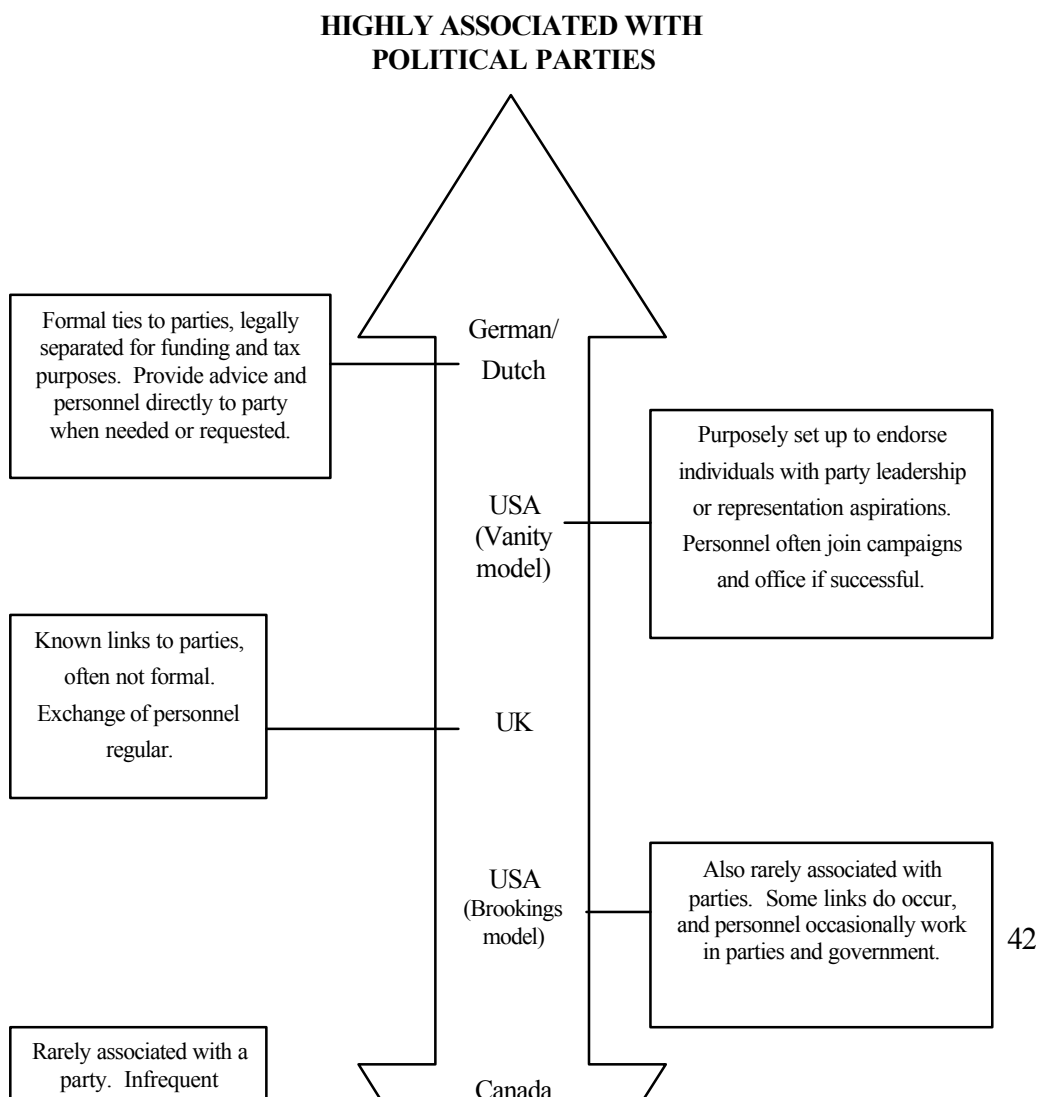 HIGHLY ASSOCIATED WITH
POLITICAL PARTIES
German/
Dutch
Formal ties to parties, legally
separated for funding and tax
purposes. Provide advice and
personnel directly to party
when needed or requested.
USA
(Vanity
model)
Purposely set up to endorse
individuals with party leadership
or representation aspirations.
Personnel often join campaigns
and office if successful.
Known links to parties,
often not formal.
Exchange of personnel
regular.
UK
USA
(Brookings
model)
Also rarely associated with
parties. Some links do occur,
and personnel occasionally work
in parties and government.
42
Rarely associated with a
party. Infrequent
Canada